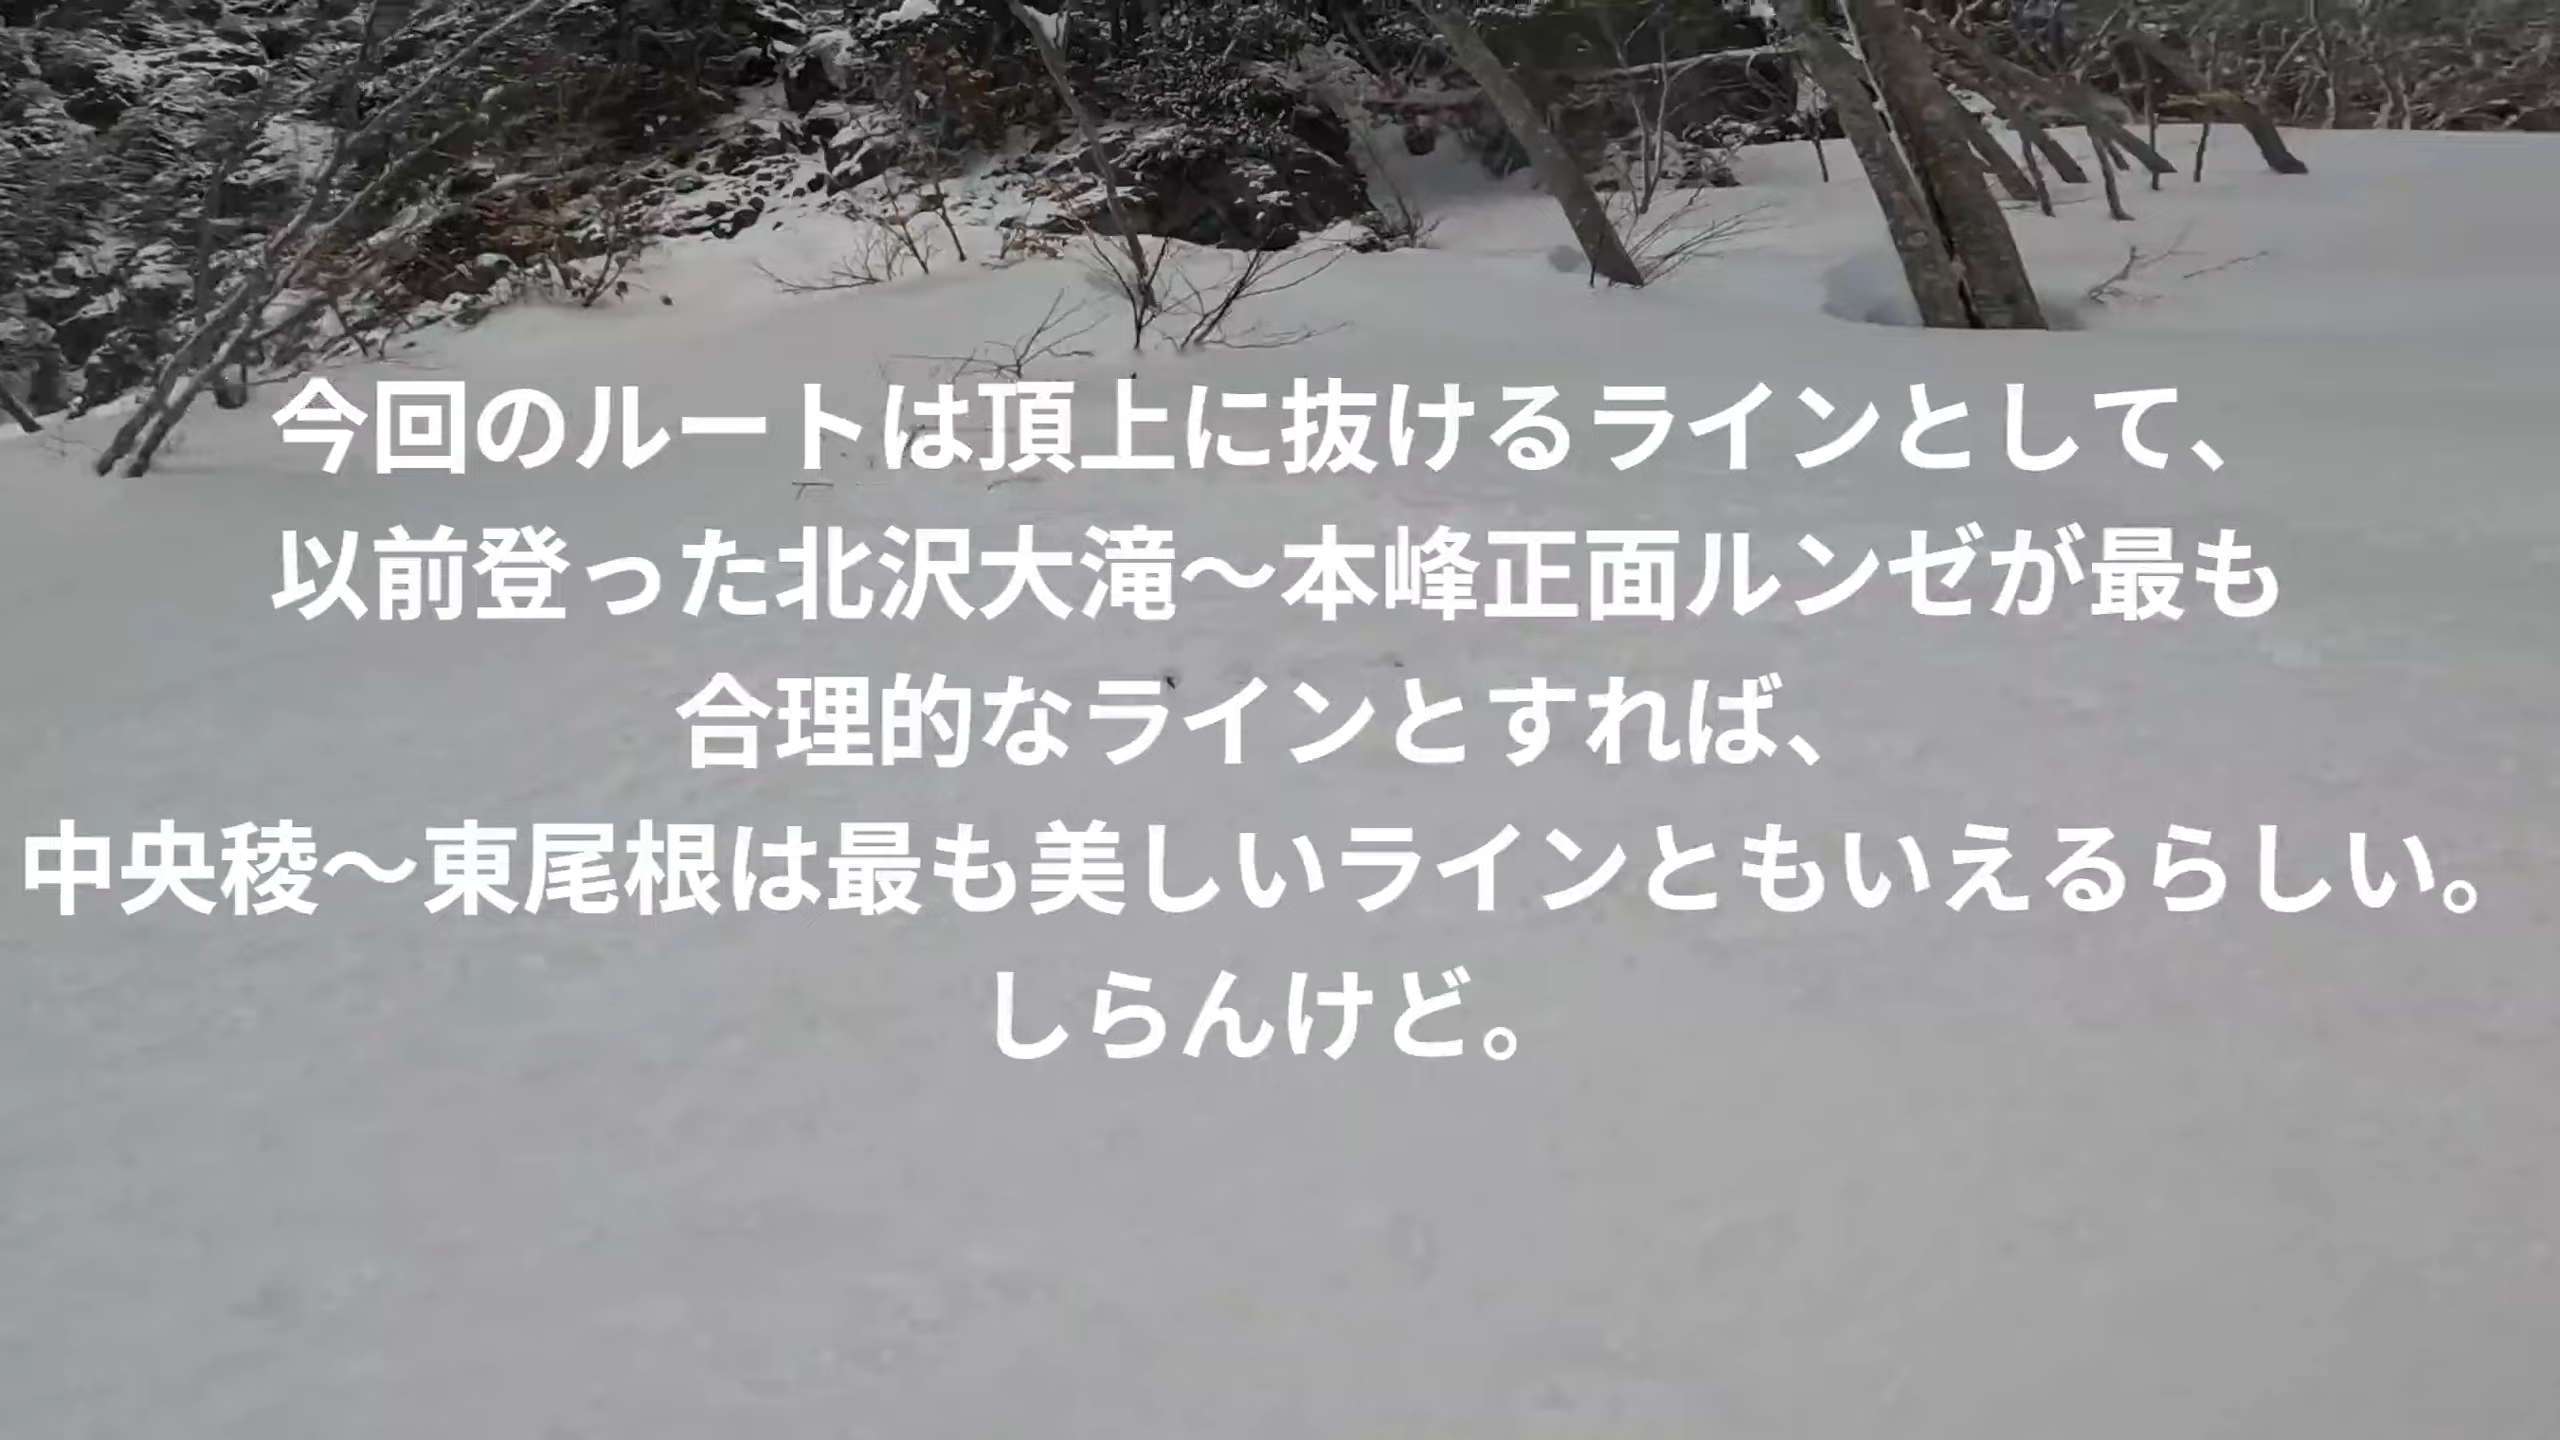 今回のルートは頂上に抜けるラインとして、
以前登った北沢大滝～本峰正面ルンゼが最も
合理的なラインとすれば、
中央稜～東尾根は最も美しいラインともいえるらしい。
しらんけど。